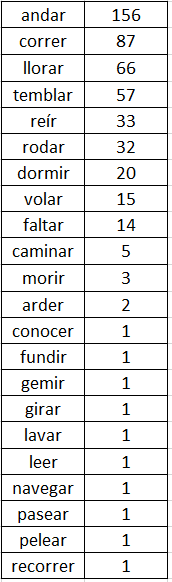 andar 156
correr 87
llorar 66
temblar 57
reír 33
rodar 32
dormir 20
volar 15
faltar 14
caminar 5
morir 3
arder 2
conocer 1
fundir 1
gemir 1
girar 1
lavar 1
leer 1
navegar 1
pasear 1
pelear 1
recorrer 1